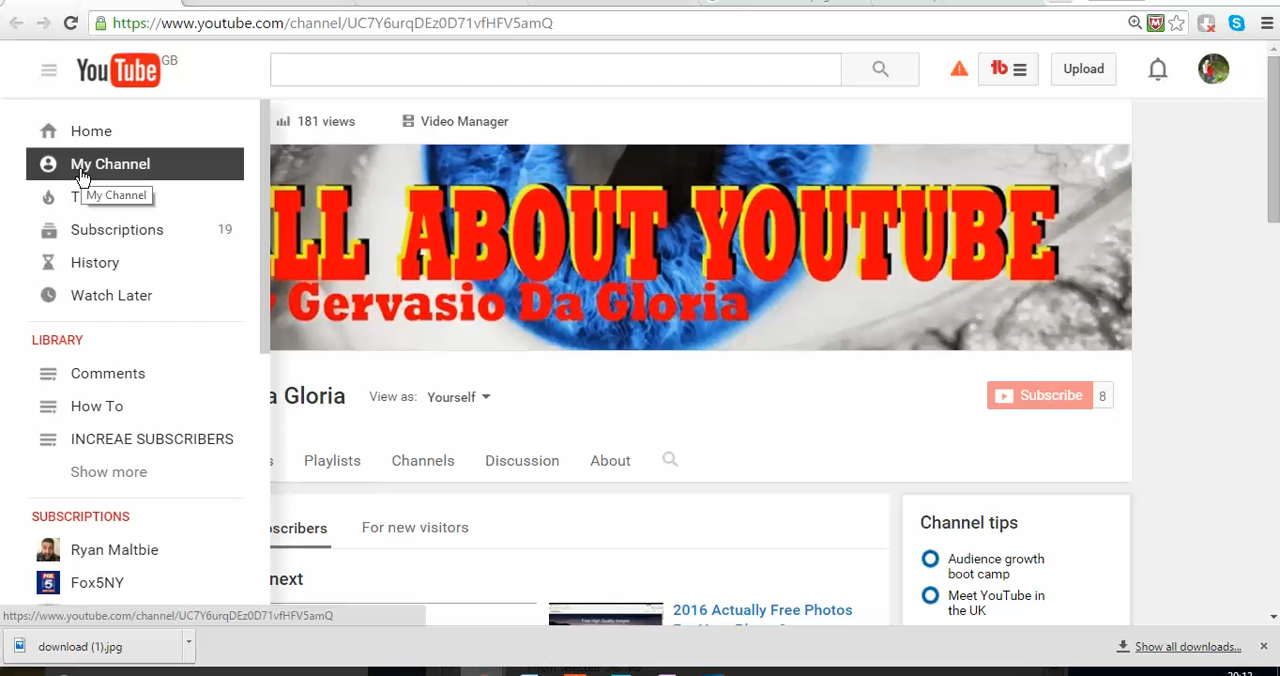 https://www.youtube.com/channel/UC7Y6urqDEz0D71vfHFV5amQ
YouTube GB
Upload
Home
My Channel
My Channel
T
Subscriptions 19
History
Watch Later
LIBRARY
Comments
How To
INCREAE SUBSCRIBERS
Show more
SUBSCRIPTIONS
Ryan Maltbie
Fox5NY
181 views
Video Manager
LL ABOUT YOUTUBE
y Gervasio Da Gloria
a Gloria
View as: Yourself
Subscribe 8
s Playlists Channels Discussion About
scribers For new visitors
next
2016 Actually Free Photos
Channel tips
Audience growth
boot camp
Meet YouTube in
the UK
https://www.youtube.com/channel/UC7Y6urqDEz0D71vfHFV5amQ
download (1).jpg
Show all downloads...